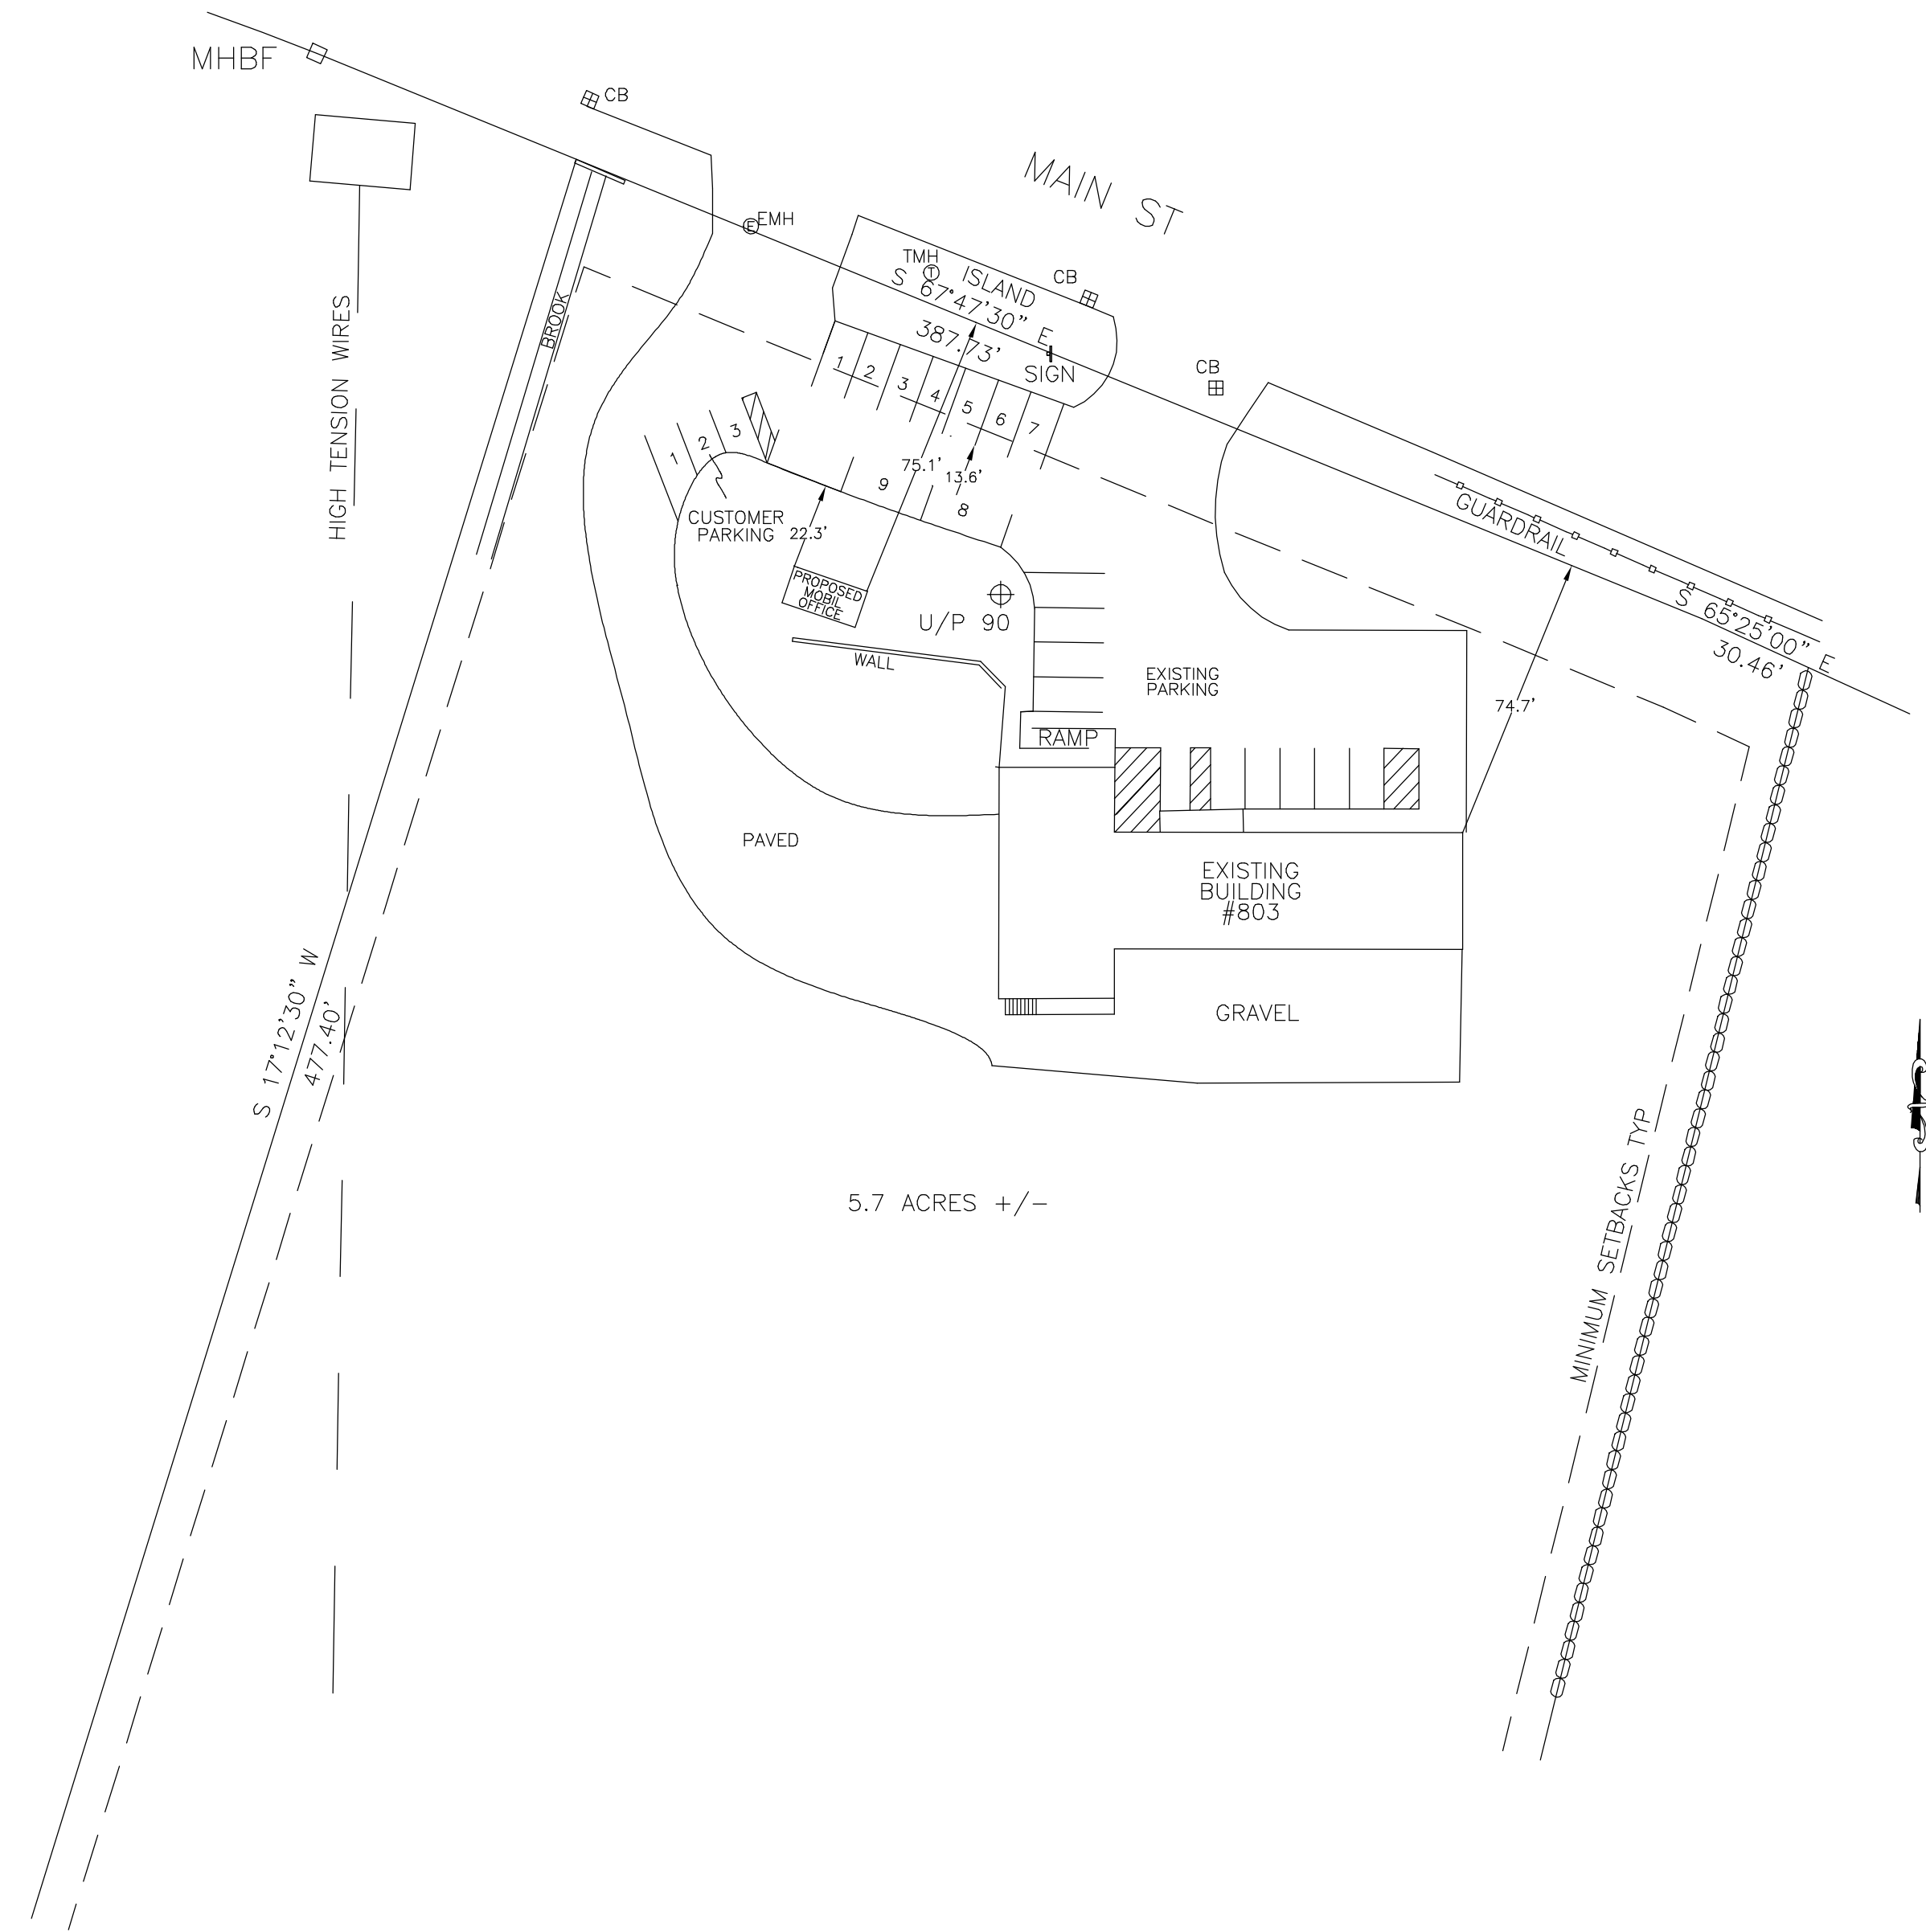 MHBF
CB
MAIN ST
EMH
E
TMH
T
ISLAND
CB
S 67°47'30" E
387.73'
SIGN
CB
HIGH TENSION WIRES
BROOK
1
2
3
4
5
6
7
1
2
3
75.1'
13.6'
9
8
GUARDRAIL
CUSTOMER
PARKING
22.3'
PROPOSED
MOBIL
OFFICE
U/P 90
S 65°25'00" E
30.46'
WALL
EXISTING
PARKING
74.7'
RAMP
PAVED
EXISTING
BUILDING
#803
S 17°12'30" W
477.40'
GRAVEL
5.7 ACRES +/-
MINIMUM SETBACKS TYP